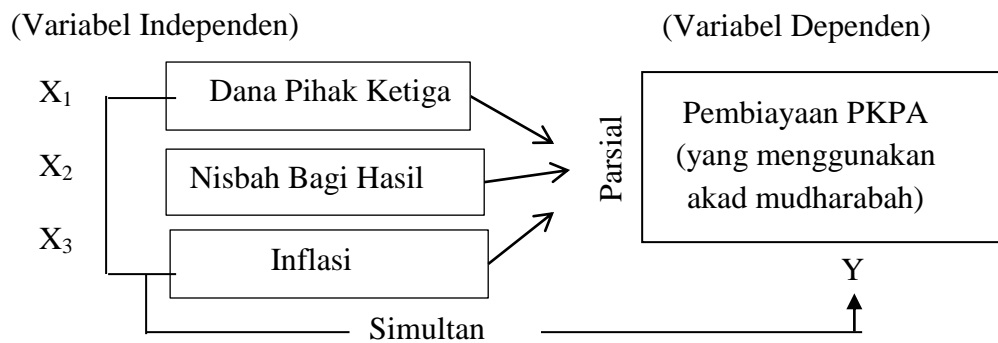 (Variabel Independen)
(Variabel Dependen)
X₁
Dana Pihak Ketiga
X₂
Nisbah Bagi Hasil
X₃
Inflasi
Parsial
Pembiayaan PKPA
(yang menggunakan
akad mudharabah)
Y
Simultan